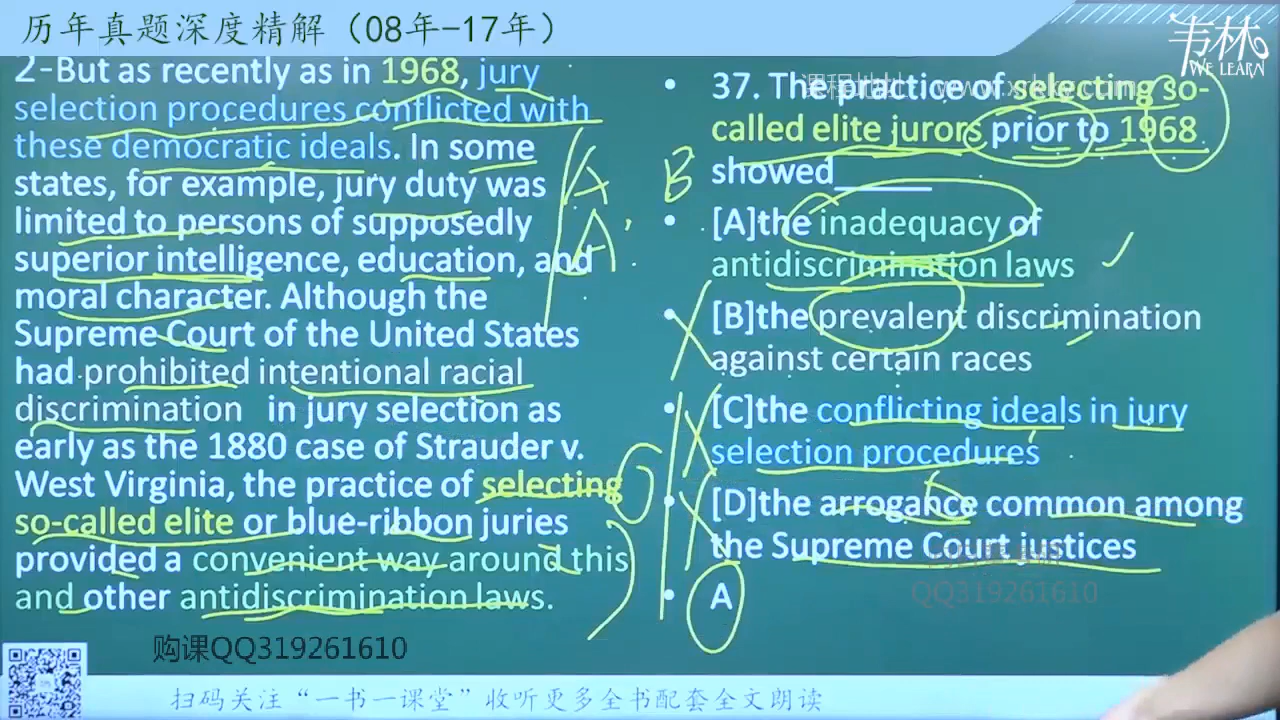 历年真题深度精解（08年-17年）
韦林
WE LEARN
2-But as recently as in 1968, jury
selection procedures conflicted with
these democratic ideals. In some
states, for example, jury duty was
limited to persons of supposedly
superior intelligence, education, and
moral character. Although the
Supreme Court of the United States
had prohibited intentional racial
discrimination in jury selection as
early as the 1880 case of Strauder v.
West Virginia, the practice of selecting
so-called elite or blue-ribbon juries
provided a convenient way around this
and other antidiscrimination laws.
B
37. The practice of selecting so-
called elite jurors prior to 1968
showed______
[A]the inadequacy of
antidiscrimination laws
[B]the prevalent discrimination
against certain races
[C]the conflicting ideals in jury
selection procedures
[D]the arrogance common among
the Supreme Court justices
A
QQ319261610
购课QQ319261610
扫码关注“一书一课堂”收听更多全书配套全文朗读